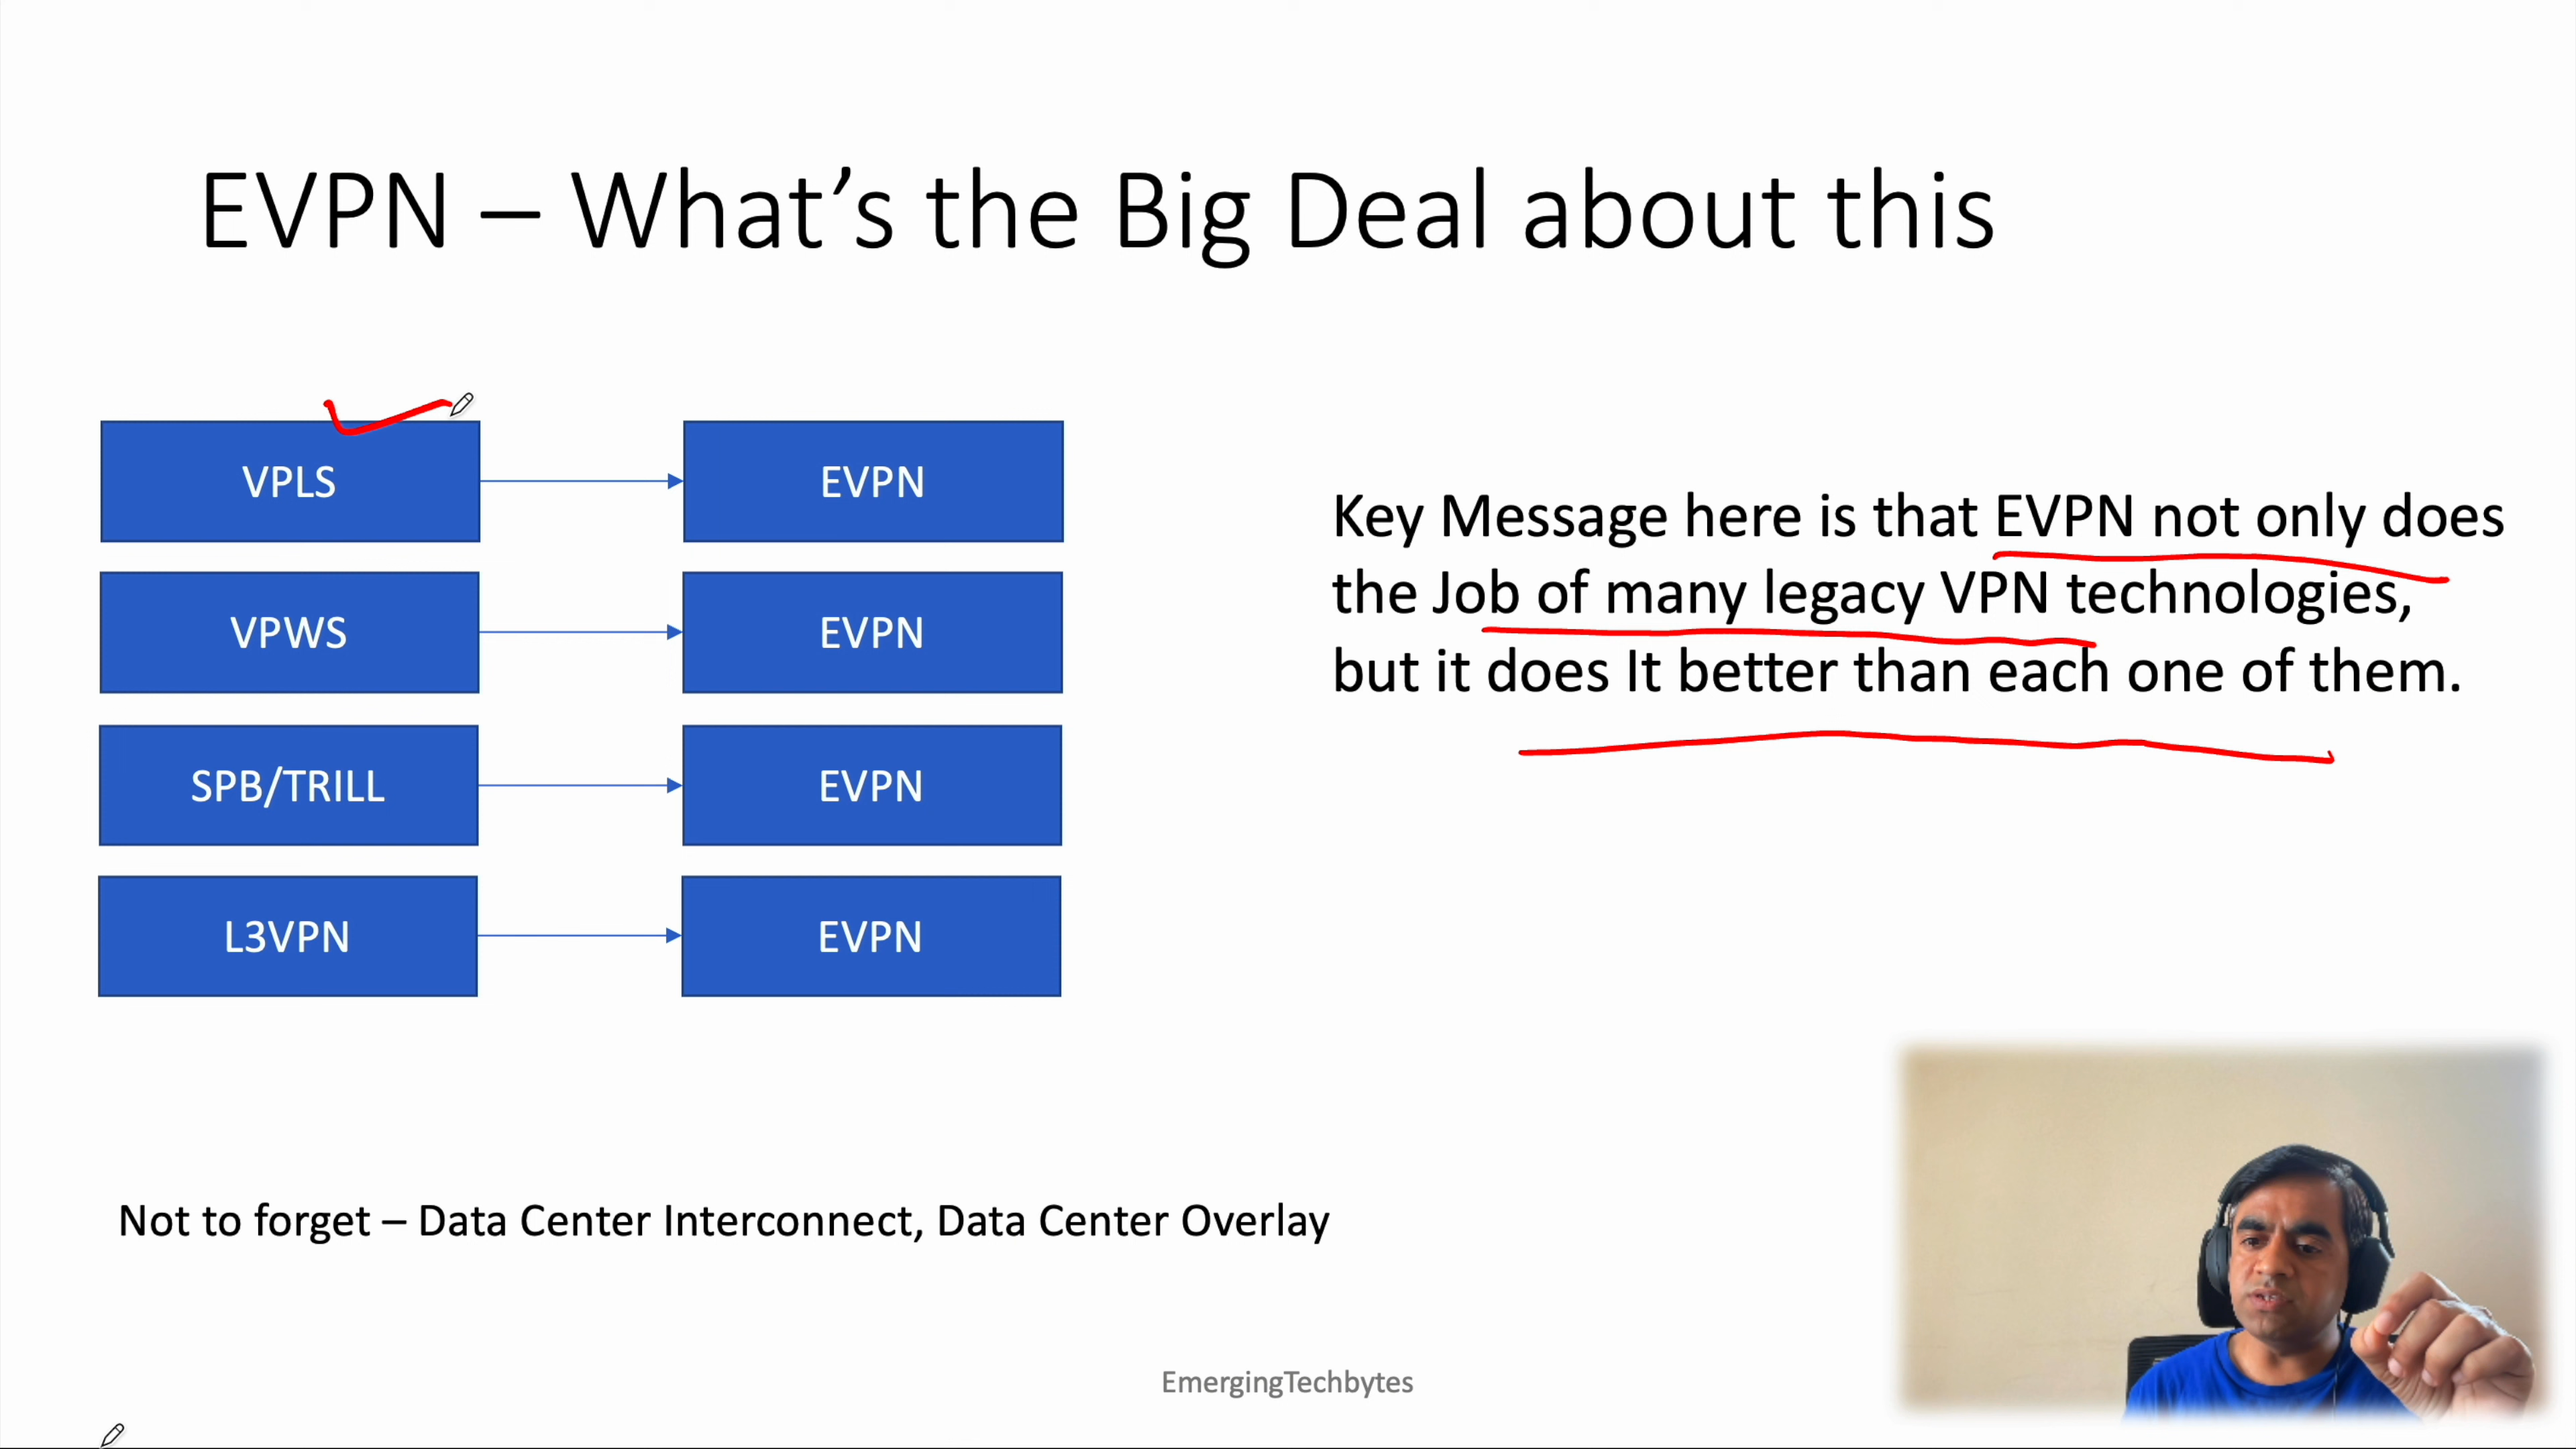 EVPN – What's the Big Deal about this
VPLS
EVPN
VPWS
EVPN
SPB/TRILL
EVPN
L3VPN
EVPN
Key Message here is that EVPN not only does
the Job of many legacy VPN technologies,
but it does It better than each one of them.
Not to forget – Data Center Interconnect, Data Center Overlay
EmergingTechbytes